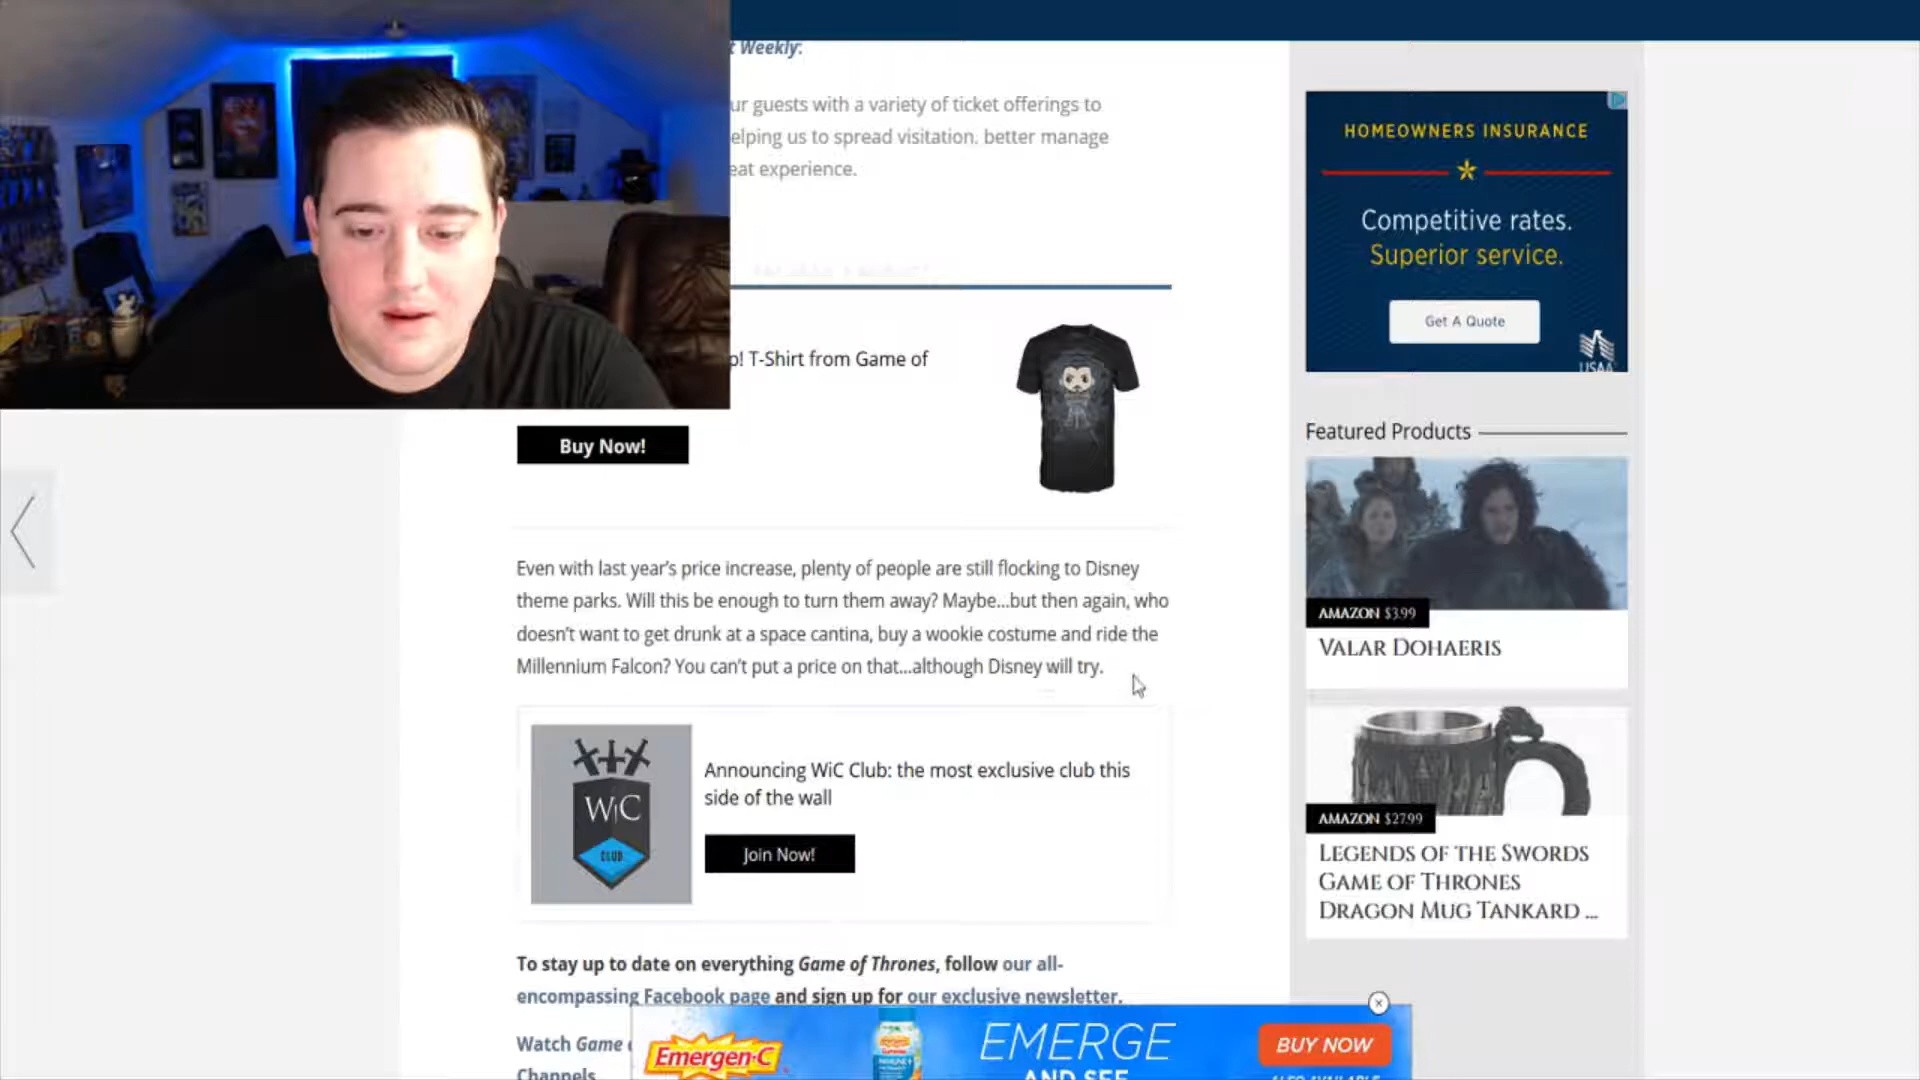 t Weekly:
ur guests with a variety of ticket offerings to
elping us to spread visitation. better manage
eat experience.
p! T-Shirt from Game of
Buy Now!
Even with last year's price increase, plenty of people are still flocking to Disney
theme parks. Will this be enough to turn them away? Maybe...but then again, who
doesn't want to get drunk at a space cantina, buy a wookie costume and ride the
Millennium Falcon? You can't put a price on that...although Disney will try.
WiC
CLUB
Announcing WiC Club: the most exclusive club this
side of the wall
Join Now!
To stay up to date on everything Game of Thrones, follow our all-
encompassing Facebook page and sign up for our exclusive newsletter.
Watch Game
Channels
HOMEOWNERS INSURANCE
Competitive rates.
Superior service.
Get A Quote
USAA
Featured Products
AMAZON $3.99
VALAR DOHAERIS
AMAZON $27.99
LEGENDS OF THE SWORDS
GAME OF THRONES
DRAGON MUG TANKARD ...
Emergen-C
EMERGE
AND SEE
BUY NOW
ALSO AVAILABLE